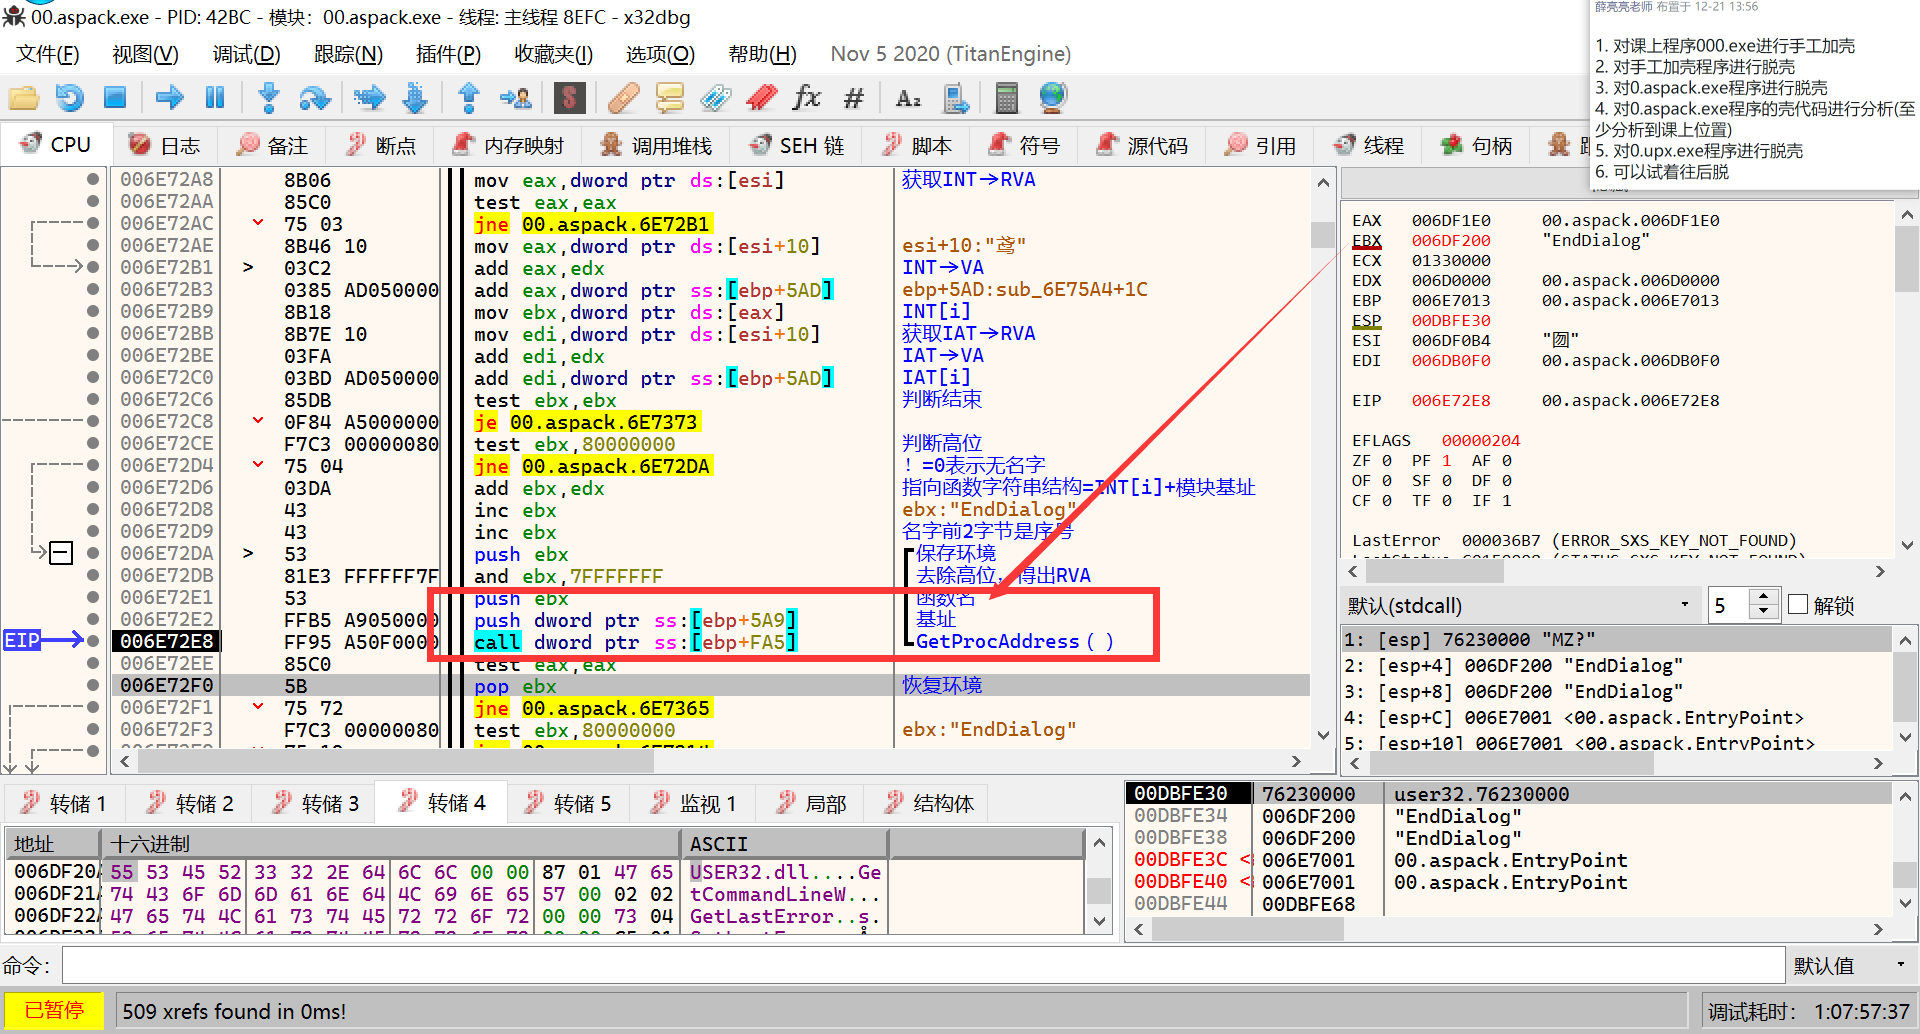 00.aspack.exe - PID: 42BC - 模块: 00.aspack.exe - 线程: 主线程 8EFC - x32dbg
文件(F) 视图(V) 调试(D) 跟踪(N) 插件(P) 收藏夹(I) 选项(O) 帮助(H) Nov 5 2020 (TitanEngine)
薛亮亮老师 布置于 12-21 13:56
1. 对课上程序000.exe进行手工加壳
2. 对手工加壳程序进行脱壳
3. 对0.aspack.exe程序进行脱壳
4. 对0.aspack.exe程序的壳代码进行分析(至
少分析到课上位置)
5. 对0.upx.exe程序进行脱壳
6. 可以试着往后脱
CPU 日志 备注 断点 内存映射 调用堆栈 SEH 链 脚本 符号 源代码 引用 线程 句柄
006E72A8 8B06 mov eax,dword ptr ds:[esi] 获取INT->RVA
006E72AA 85C0 test eax,eax
006E72AC 75 03 jne 00.aspack.6E72B1
006E72AE 8B46 10 mov eax,dword ptr ds:[esi+10] esi+10:"鸢"
006E72B1 > 03C2 add eax,edx INT->VA
006E72B3 0385 AD050000 add eax,dword ptr ss:[ebp+5AD] ebp+5AD:sub_6E75A4+1C
006E72B9 8B18 mov ebx,dword ptr ds:[eax] INT[i]
006E72BB 8B7E 10 mov edi,dword ptr ds:[esi+10] 获取IAT->RVA
006E72BE 03FA add edi,edx IAT->VA
006E72C0 03BD AD050000 add edi,dword ptr ss:[ebp+5AD] IAT[i]
006E72C6 85DB test ebx,ebx 判断结束
006E72C8 0F84 A5000000 je 00.aspack.6E7373
006E72CE F7C3 00000080 test ebx,80000000 判断高位
006E72D4 75 04 jne 00.aspack.6E72DA ！=0表示无名字
006E72D6 03DA add ebx,edx 指向函数字符串结构=INT[i]+模块基址
006E72D8 43 inc ebx ebx:"EndDialog"
006E72D9 43 inc ebx 名字前2字节是序号
006E72DA > 53 push ebx 保存环境
006E72DB 81E3 FFFFFF7F and ebx,7FFFFFFF 去除高位，得出RVA
006E72E1 53 push ebx 函数名
006E72E2 FFB5 A9050000 push dword ptr ss:[ebp+5A9] 基址
EIP 006E72E8 FF95 A50F0000 call dword ptr ss:[ebp+FA5] GetProcAddress()
006E72EE 85C0 test eax,eax
006E72F0 5B pop ebx 恢复环境
006E72F1 75 72 jne 00.aspack.6E7365
006E72F3 F7C3 00000080 test ebx,80000000 ebx:"EndDialog"
EAX 006DF1E0 00.aspack.006DF1E0
EBX 006DF200 "EndDialog"
ECX 01330000
EDX 006D0000 00.aspack.006D0000
EBP 006E7013 00.aspack.006E7013
ESP 00DBFE30
ESI 006DF0B4 "囫"
EDI 006DB0F0 00.aspack.006DB0F0
EIP 006E72E8 00.aspack.006E72E8
EFLAGS 00000204
ZF 0 PF 1 AF 0
OF 0 SF 0 DF 0
CF 0 TF 0 IF 1
LastError 000036B7 (ERROR_SXS_KEY_NOT_FOUND)
默认(stdcall) 5 解锁
1: [esp] 76230000 "MZ?"
2: [esp+4] 006DF200 "EndDialog"
3: [esp+8] 006DF200 "EndDialog"
4: [esp+C] 006E7001 <00.aspack.EntryPoint>
5: [esp+10] 006E7001 <00.aspack.EntryPoint>
转储 1 转储 2 转储 3 转储 4 转储 5 监视 1 局部 结构体
地址 十六进制 ASCII
006DF20A 55 53 45 52 33 32 2E 64 6C 6C 00 00 87 01 47 65 USER32.dll....Ge
006DF21A 74 43 6F 6D 6D 61 6E 64 4C 69 6E 65 57 00 02 02 tCommandLineW...
006DF22A 47 65 74 4C 61 73 74 45 72 72 6F 72 00 00 73 04 GetLastError..s.
00DBFE30 76230000 user32.76230000
00DBFE34 006DF200 "EndDialog"
00DBFE38 006DF200 "EndDialog"
00DBFE3C 006E7001 00.aspack.EntryPoint
00DBFE40 006E7001 00.aspack.EntryPoint
00DBFE44 00DBFE68
命令: 默认值
已暂停 509 xrefs found in 0ms! 调试耗时: 1:07:57:37